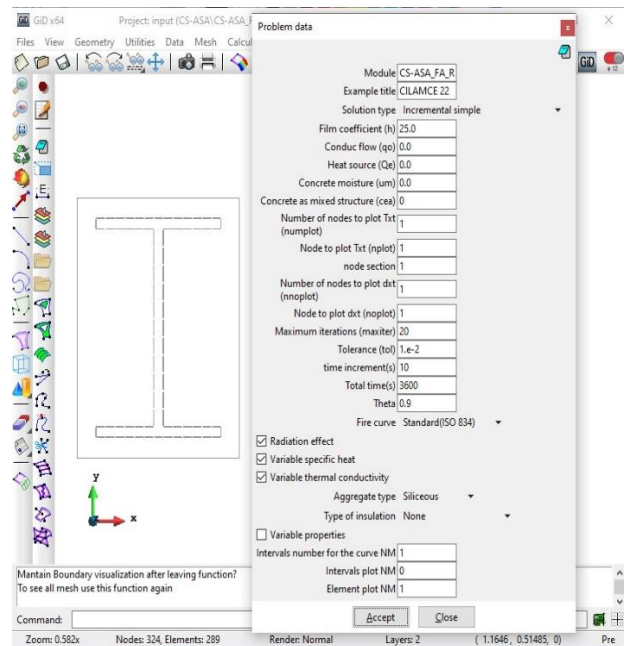 GiD x64
Project: input (CS-ASA\CS-ASA_F
Problem data
x
Files View Geometry Utilities Data Mesh Calcul
GiD
Module CS-ASA_FA_R
Example title CILAMCE 22
Solution type Incremental simple
Film coefficient (h) 25.0
Conduc flow (qo) 0.0
Heat source (Qe) 0.0
Concrete moisture (um) 0.0
Concrete as mixed structure (cea) 0
Number of nodes to plot Txt
(numplot) 1
Node to plot Txt (nplot) 1
node section 1
Number of nodes to plot dxt
(nnoplot) 1
Node to plot dxt (noplot) 1
Maximum iterations (maxiter) 20
Tolerance (tol) 1.e-2
time increment(s) 10
Total time(s) 3600
Theta 0.9
Fire curve Standard(ISO 834)
Radiation effect
Variable specific heat
Variable thermal conductivity
Aggregate type Siliceous
Type of insulation None
Variable properties
Intervals number for the curve NM 1
Intervals plot NM 0
Element plot NM 1
Accept Close
E
y
x
Mantain Boundary visualization after leaving function?
To see all mesh use this function again
Command:
Zoom: 0.582x Nodes: 324, Elements: 289 Render: Normal Layers: 2 ( 1.1646, 0.51485, 0) Pre